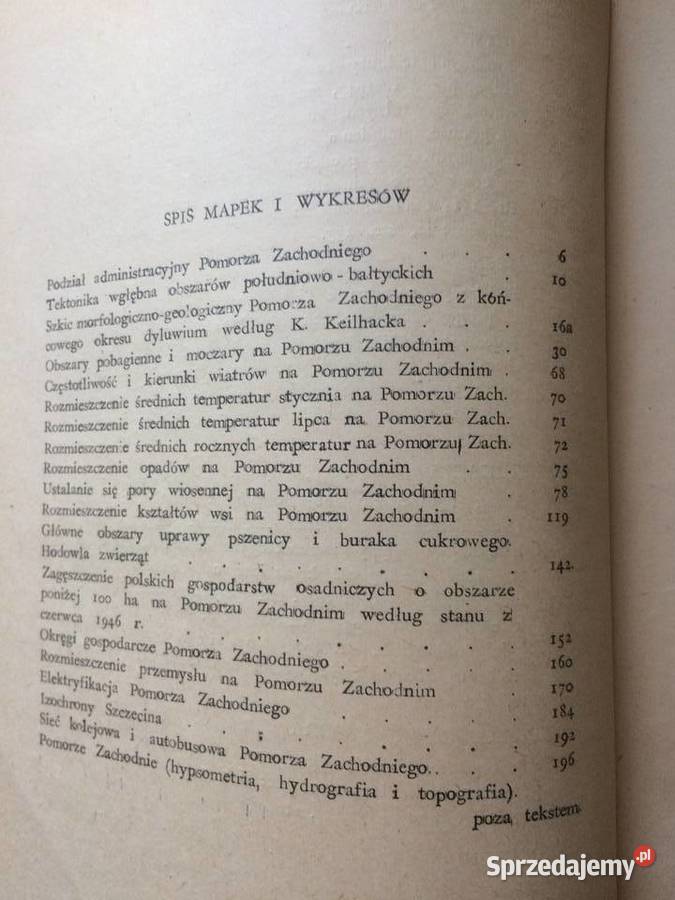 SPIS MAPEK I WYKRESÓW
Podział administracyjny Pomorza Zachodniego . . . 6
Tektonika wgłębna obszarów południowo-bałtyckich . 10
Szkic morfologiczno-geologiczny Pomorza Zachodniego z koń-
cowego okresu dyluwium według K. Keilhacka . . . 16a
Obszary pobagienne i moczary na Pomorzu Zachodnim . 30
Częstotliwość i kierunki wiatrów na Pomorzu Zachodnim . 68
Rozmieszczenie średnich temperatur stycznia na Pomorzu Zach. 70
Rozmieszczenie średnich temperatur lipca na Pomorzu Zach. 71
Rozmieszczenie średnich rocznych temperatur na Pomorzu Zach. 72
Rozmieszczenie opadów na Pomorzu Zachodnim . . 75
Ustalanie się pory wiosennej na Pomorzu Zachodnim . 78
Rozmieszczenie kształtów wsi na Pomorzu Zachodnim . 119
Główne obszary uprawy pszenicy i buraka cukrowego.
Hodowla zwierząt . . . . . . . . 142.
Zagęszczenie polskich gospodarstw osadniczych o obszarze
poniżej 100 ha na Pomorzu Zachodnim według stanu z
czerwca 1946 r. . . . . . . . 152
Okręgi gospodarcze Pomorza Zachodniego . . . . 160
Rozmieszczenie przemysłu na Pomorzu Zachodnim . 170
Elektryfikacja Pomorza Zachodniego . . . . 184
Izochrony Szczecina . . . . . . . 192
Sieć kolejowa i autobusowa Pomorza Zachodniego. . . . 196
Pomorze Zachodnie (hypsometria, hydrografia i topografia).
poza tekstem
Sprzedajemy.pl